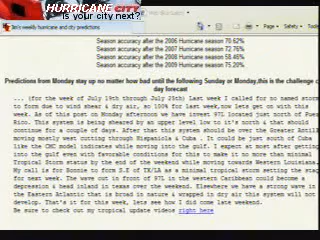 HURRICANE CITY
is your city next?
Jim's weekly hurricane and city predictions
Page
Safety
Tools
Season accuracy after the 2006 Hurricane season 70.62%
Season accuracy after the 2007 Hurricane season 72.76%
Season accuracy after the 2008 Hurricane season 58.46%
Season accuracy after the 2009 Hurricane season 75.20%
Predictions from Monday stay up no matter how bad until the following Sunday or Monday,this is the challenge
day forecast
... (for the week of July 19th through July 25th) Last week I called for no named storm
to form due to wind shear & dry air, so 100% for last week,now lets get on with this
week. As of this post on Monday afternoon we have invest 97L located just north of Puer
Rico. This system is being sheared by an upper level low to it's north & that should
continue for a couple of days. After that this system should be over the Greater Antill
moving mostly west cutting through Hispaniola & Cuba . It could be just south of Cuba
like the CMC model indicates while moving into the gulf. I expect at most after getting
into the gulf even with favorable conditions for this to make it no more than minimal
Tropical Storm status by the end of the weekend while moving towards Western Louisiana.
My call is for Bonnie to form S.E of TX/LA as a minimal tropical storm setting the stag
for next week. The wave out in front of 97L in the western Caribbean could become a
depression & head inland in texas over the weekend. Elsewhere we have a strong wave in
the Eastern Atlantic that is broad in nature & wrapped in dry air this system will not
develop. That's it for this week, lets see how I did come late weekend.
Be sure to check out my tropical update videos right here